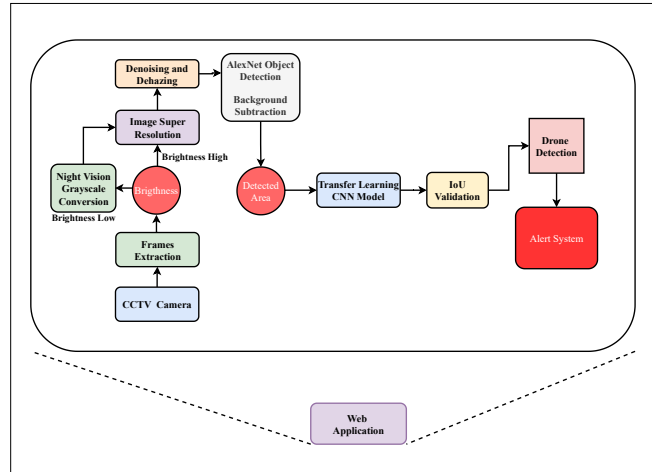 Denoising and
Dehazing
AlexNet Object
Detection
Background
Subtraction
Image Super
Resolution
Brightness High
Night Vision
Grayscale
Conversion
Brightness Low
Brigthness
Detected
Area
Transfer Learning
CNN Model
IoU
Validation
Drone
Detection
Alert System
Frames
Extraction
CCTV Camera
Web
Application